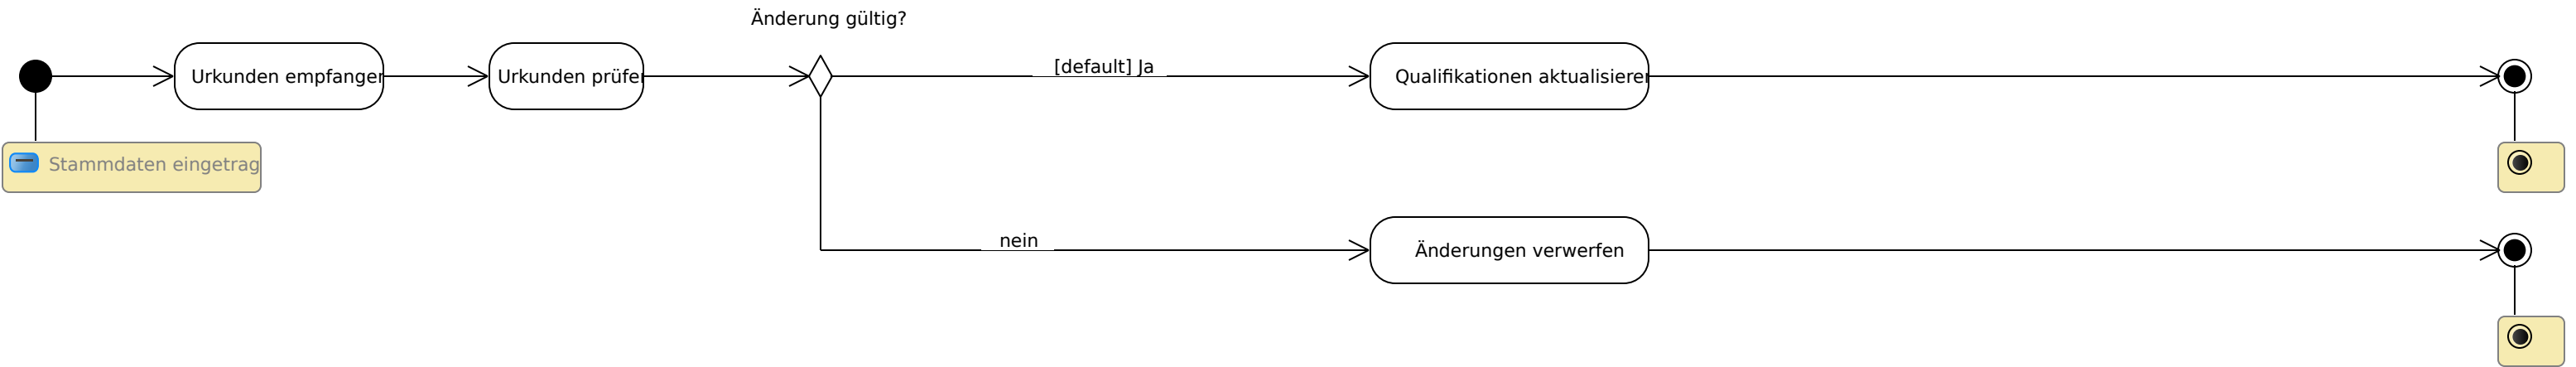 Änderung gültig?
Urkunden empfangen
Urkunden prüfen
[default] Ja
Qualifikationen aktualisieren
Stammdaten eingetrag
nein
Änderungen verwerfen